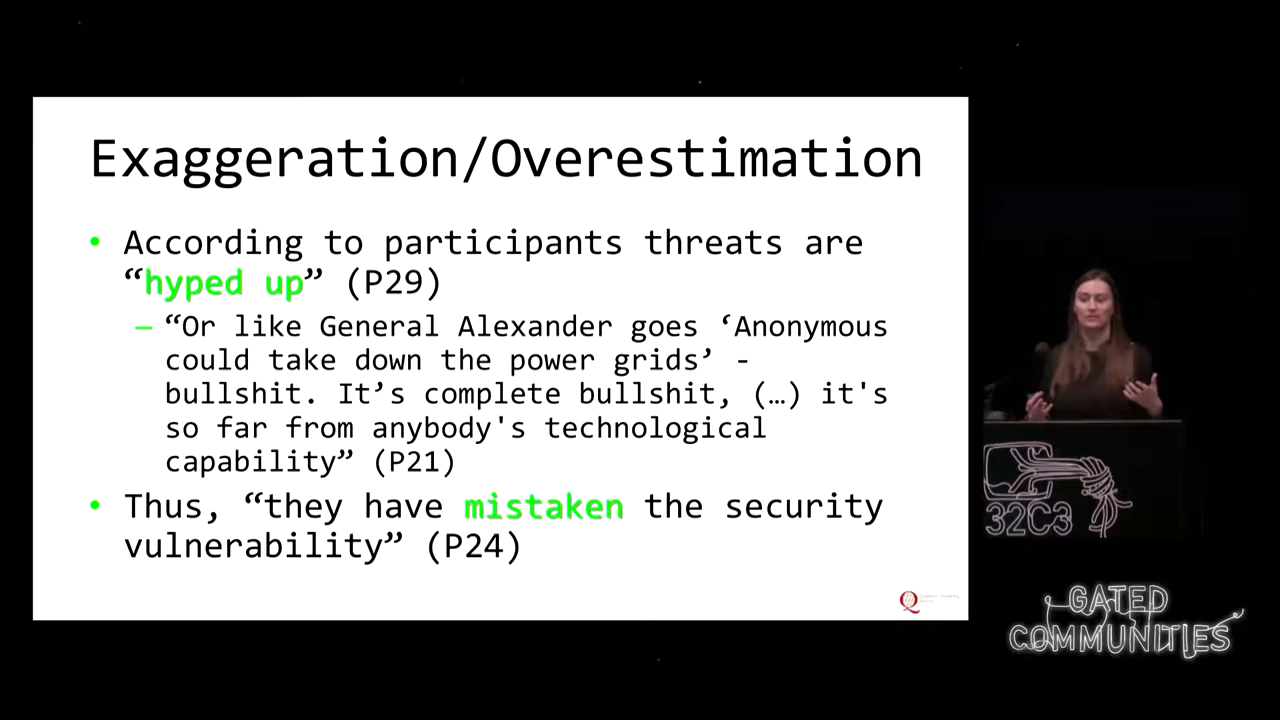 Exaggeration/Overestimation
• According to participants threats are
“hyped up” (P29)
– “Or like General Alexander goes ‘Anonymous
could take down the power grids’ -
bullshit. It’s complete bullshit, (…) it's
so far from anybody's technological
capability” (P21)
• Thus, “they have mistaken the security
vulnerability” (P24)
32C3
GATED
COMMUNITIES